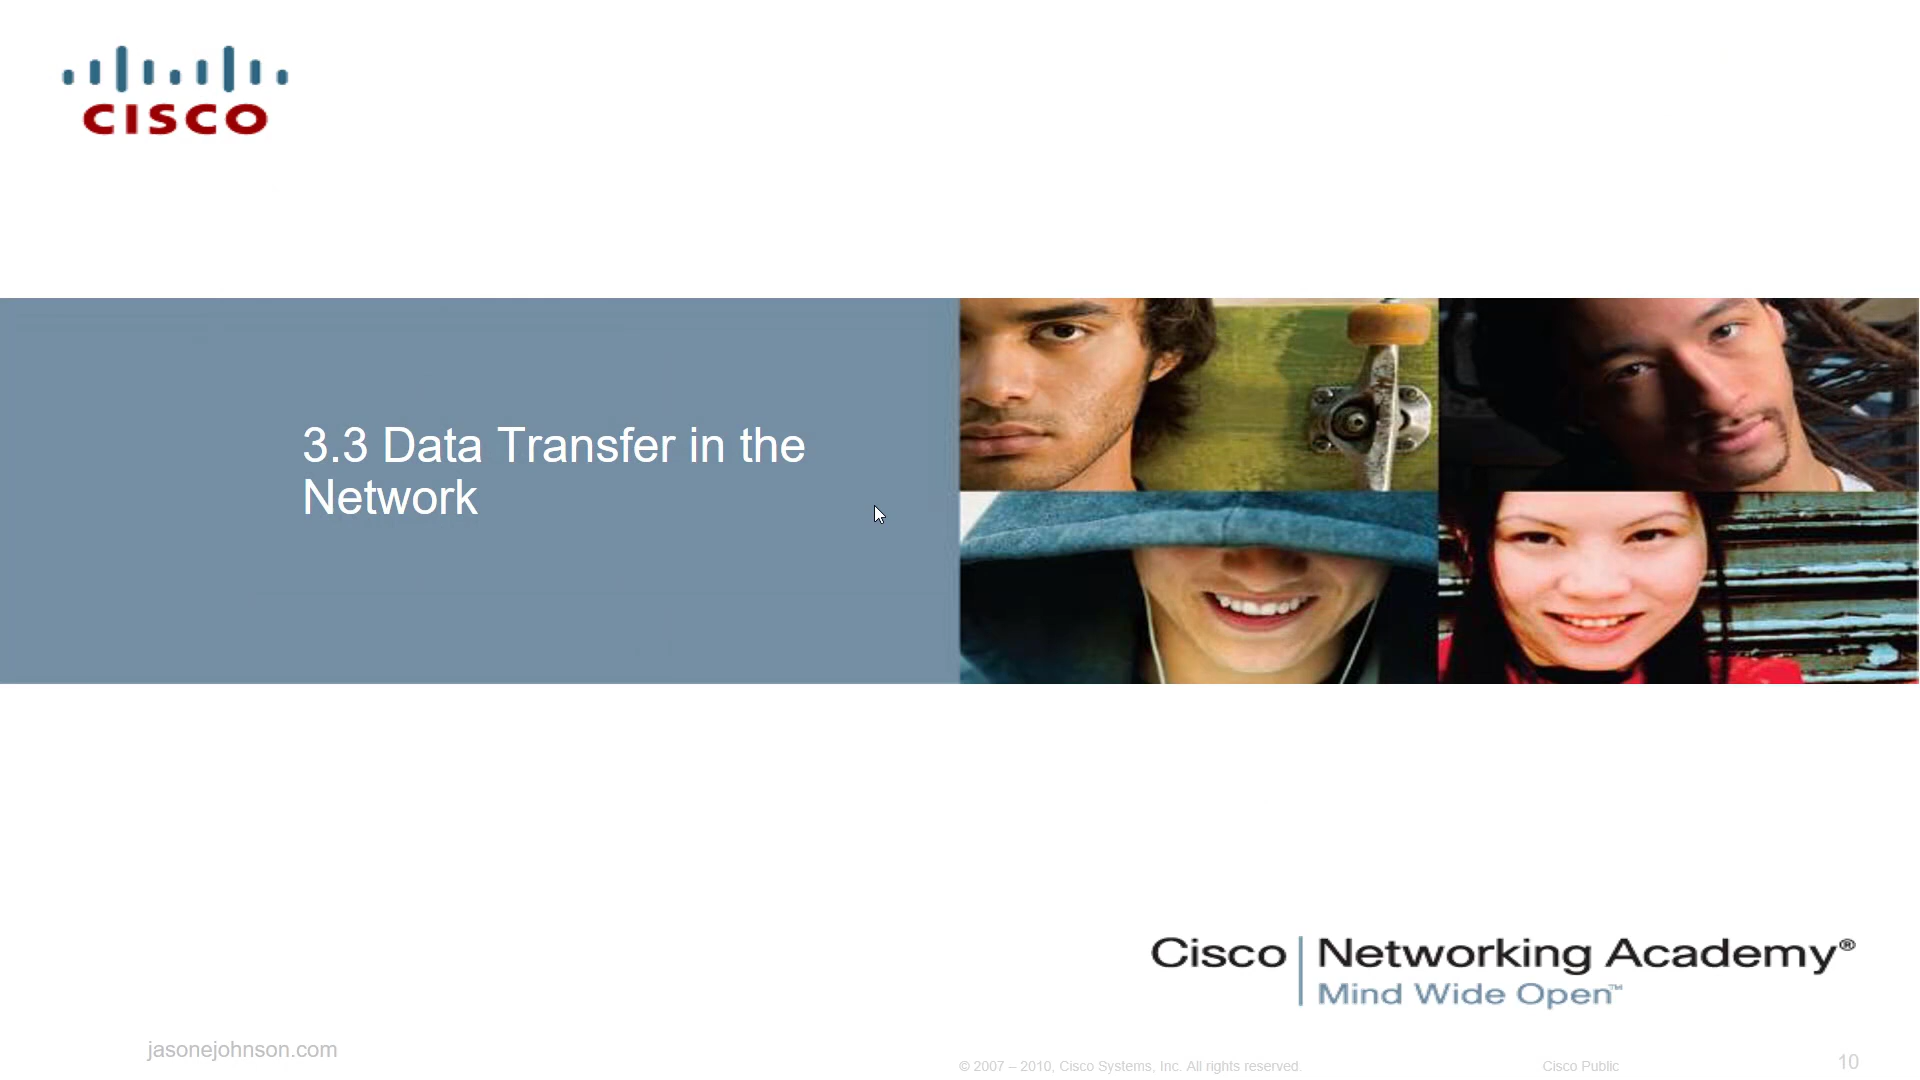 CISCO
3.3 Data Transfer in the
Network
Cisco | Networking Academy®
Mind Wide Open™
jasonejohnson.com
© 2007 – 2010, Cisco Systems, Inc. All rights reserved.
Cisco Public
10